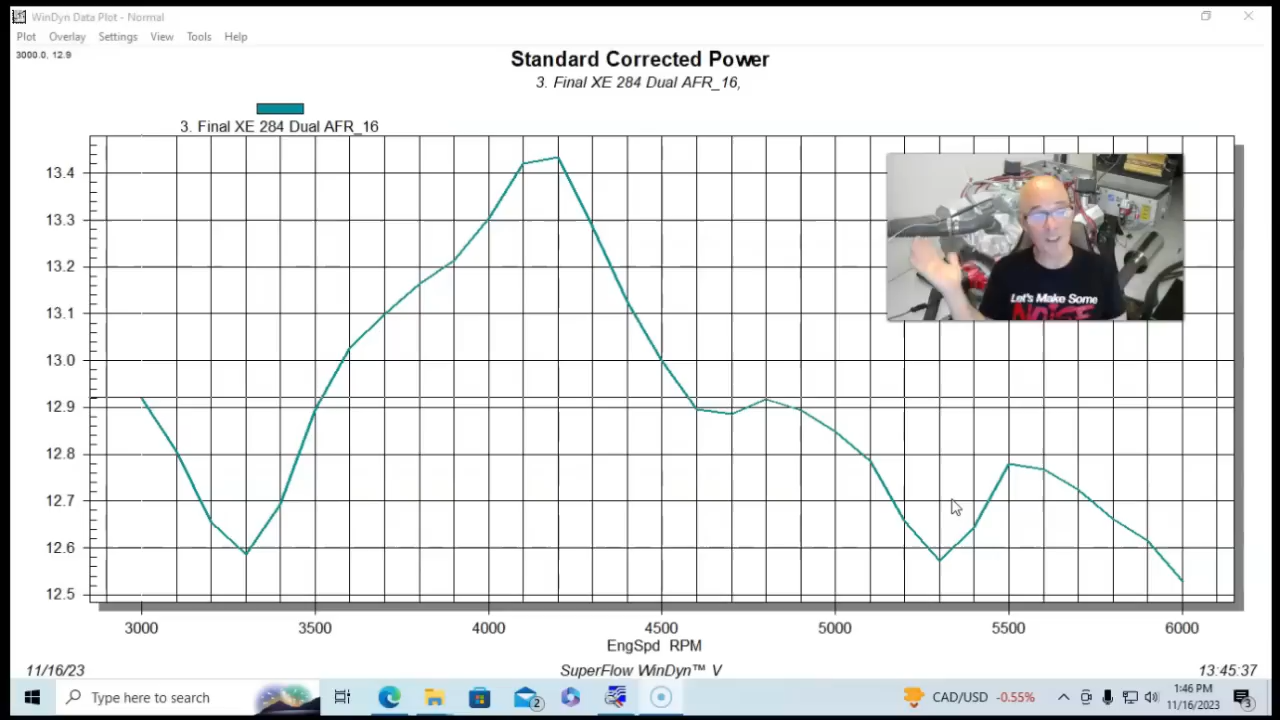 WinDyn Data Plot - Normal
Plot Overlay Settings View Tools Help
3000.0, 12.9
Standard Corrected Power
3. Final XE 284 Dual AFR_16,
3. Final XE 284 Dual AFR_16
13.4
13.3
13.2
13.1
13.0
12.9
12.8
12.7
12.6
12.5
Let's Make Some
NOISE
3000 3500 4000 4500 5000 5500 6000
EngSpd RPM
11/16/23 SuperFlow WinDyn™ V 13:45:37
Type here to search
2
CAD/USD -0.55%
1:46 PM
11/16/2023
3